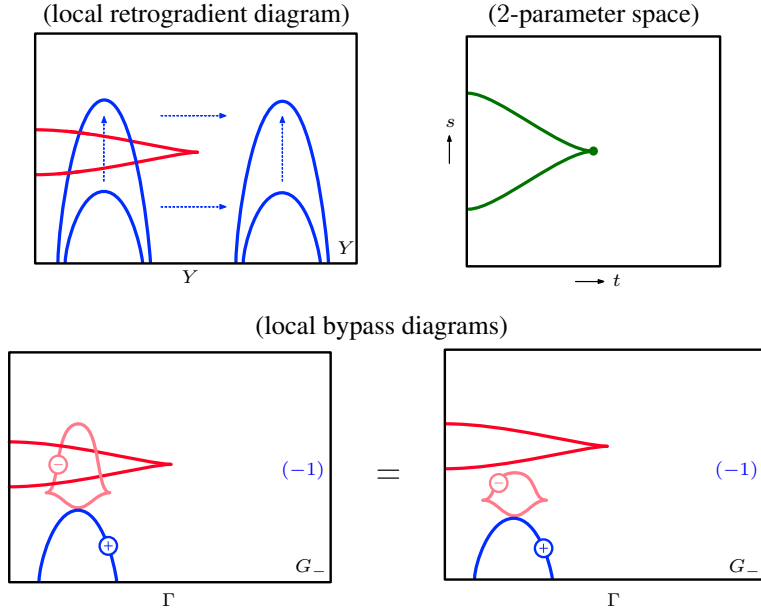 (local retrogradient diagram)
(2-parameter space)
s
Y
Y
t
(local bypass diagrams)
−
(−1)
+
G₋
Γ
=
−
(−1)
+
G₋
Γ